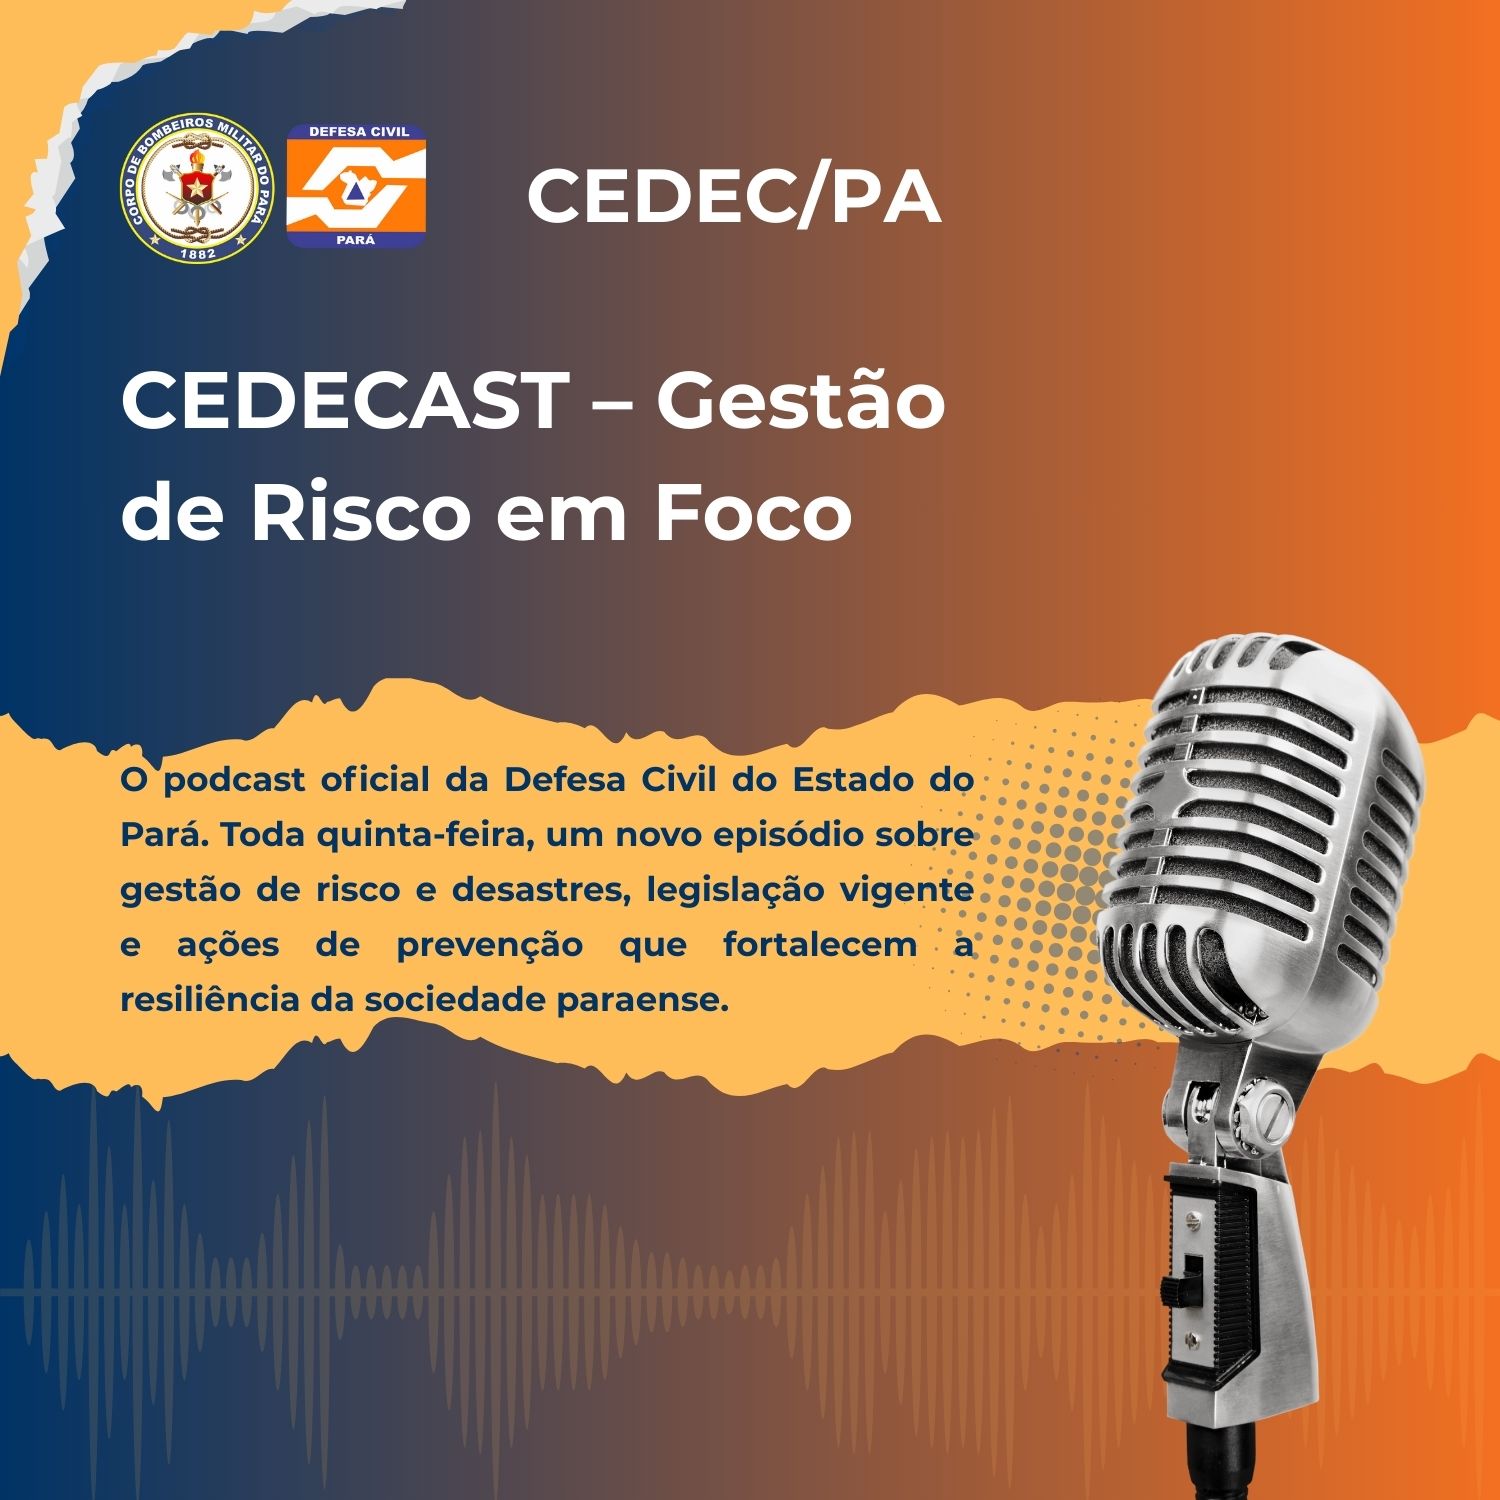 CORPO DE BOMBEIROS MILITAR DO PARÁ
1882
DEFESA CIVIL
PARÁ
CEDEC/PA
CEDECAST – Gestão
de Risco em Foco
O podcast oficial da Defesa Civil do Estado do
Pará. Toda quinta-feira, um novo episódio sobre
gestão de risco e desastres, legislação vigente
e ações de prevenção que fortalecem a
resiliência da sociedade paraense.